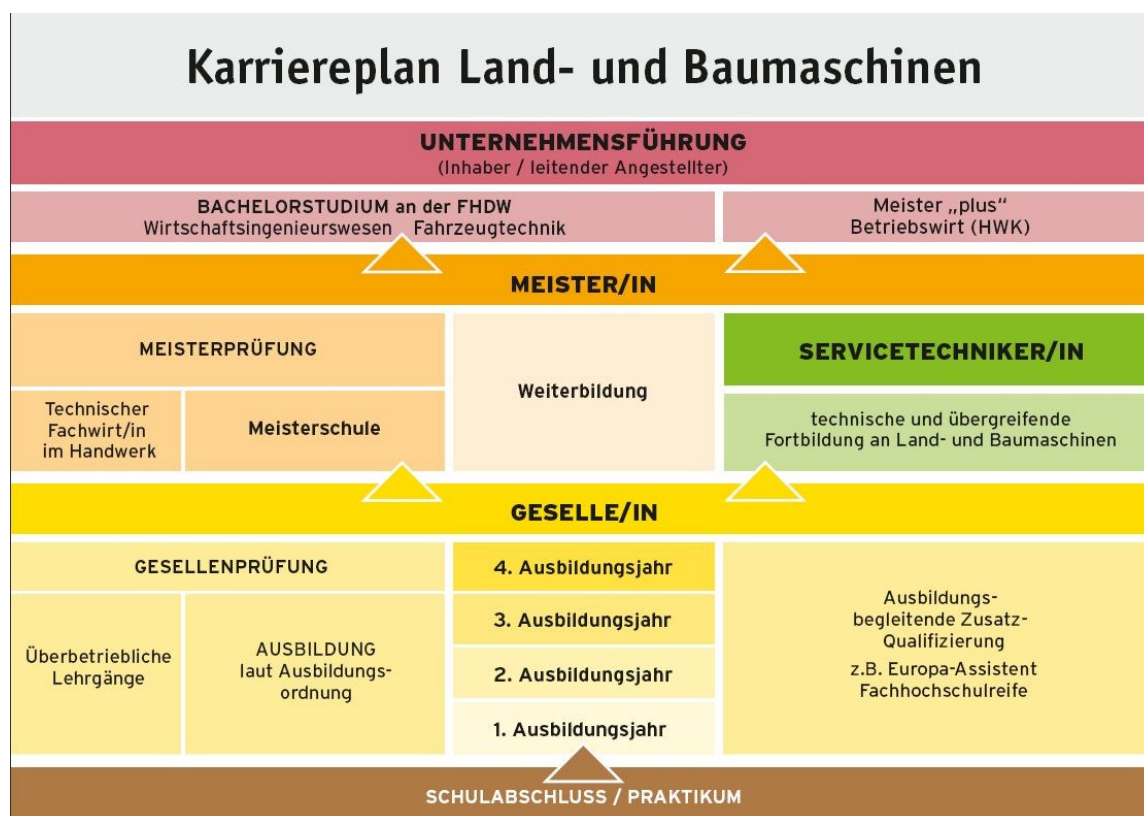 Karriereplan Land- und Baumaschinen
UNTERNEHMENSFÜHRUNG
(Inhaber / leitender Angestellter)
BACHELORSTUDIUM an der FHDW
Wirtschaftsingenieurswesen Fahrzeugtechnik
Meister „plus“
Betriebswirt (HWK)
MEISTER/IN
MEISTERPRÜFUNG
Technischer
Fachwirt/in
im Handwerk
Meisterschule
Weiterbildung
SERVICETECHNIKER/IN
technische und übergreifende
Fortbildung an Land- und Baumaschinen
GESELLE/IN
GESELLENPRÜFUNG
Überbetriebliche
Lehrgänge
AUSBILDUNG
laut Ausbildungs-
ordnung
4. Ausbildungsjahr
3. Ausbildungsjahr
2. Ausbildungsjahr
1. Ausbildungsjahr
Ausbildungs-
begleitende Zusatz-
Qualifizierung
z.B. Europa-Assistent
Fachhochschulreife
SCHULABSCHLUSS / PRAKTIKUM